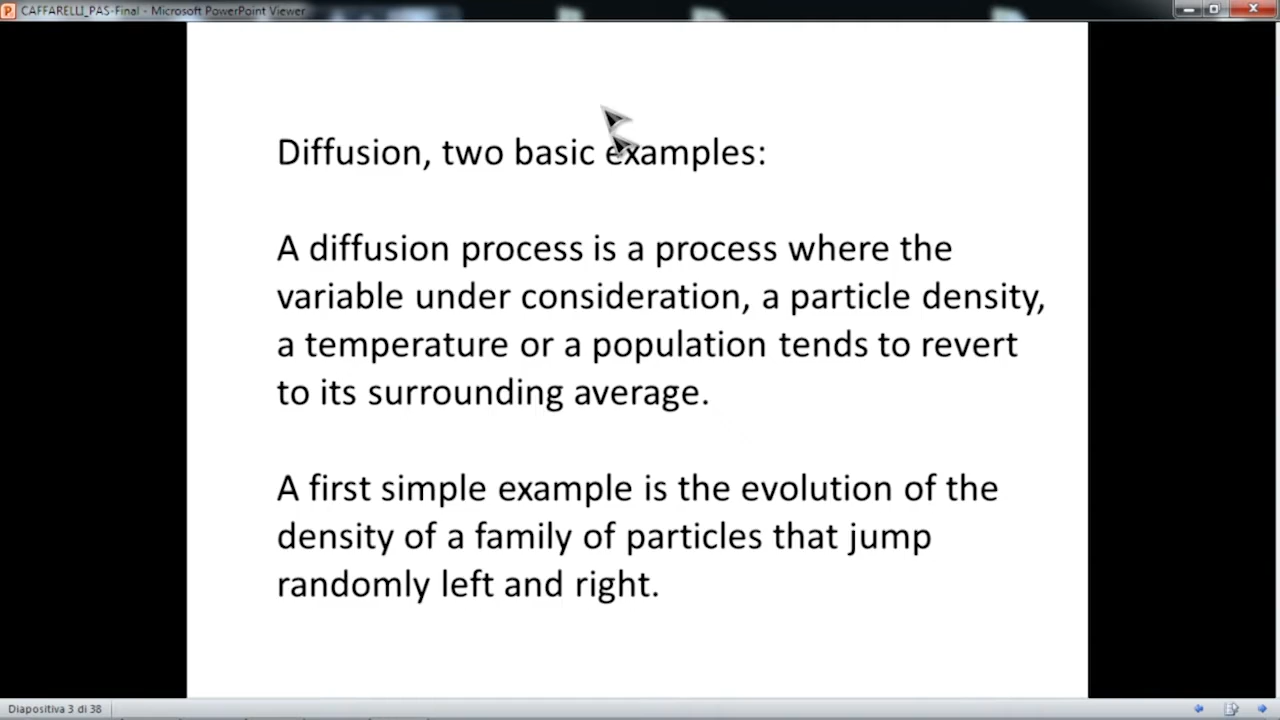 CAFFARELLI_PAS-Final - Microsoft PowerPoint Viewer
Diffusion, two basic examples:
A diffusion process is a process where the
variable under consideration, a particle density,
a temperature or a population tends to revert
to its surrounding average.
A first simple example is the evolution of the
density of a family of particles that jump
randomly left and right.
Diapositiva 3 di 38